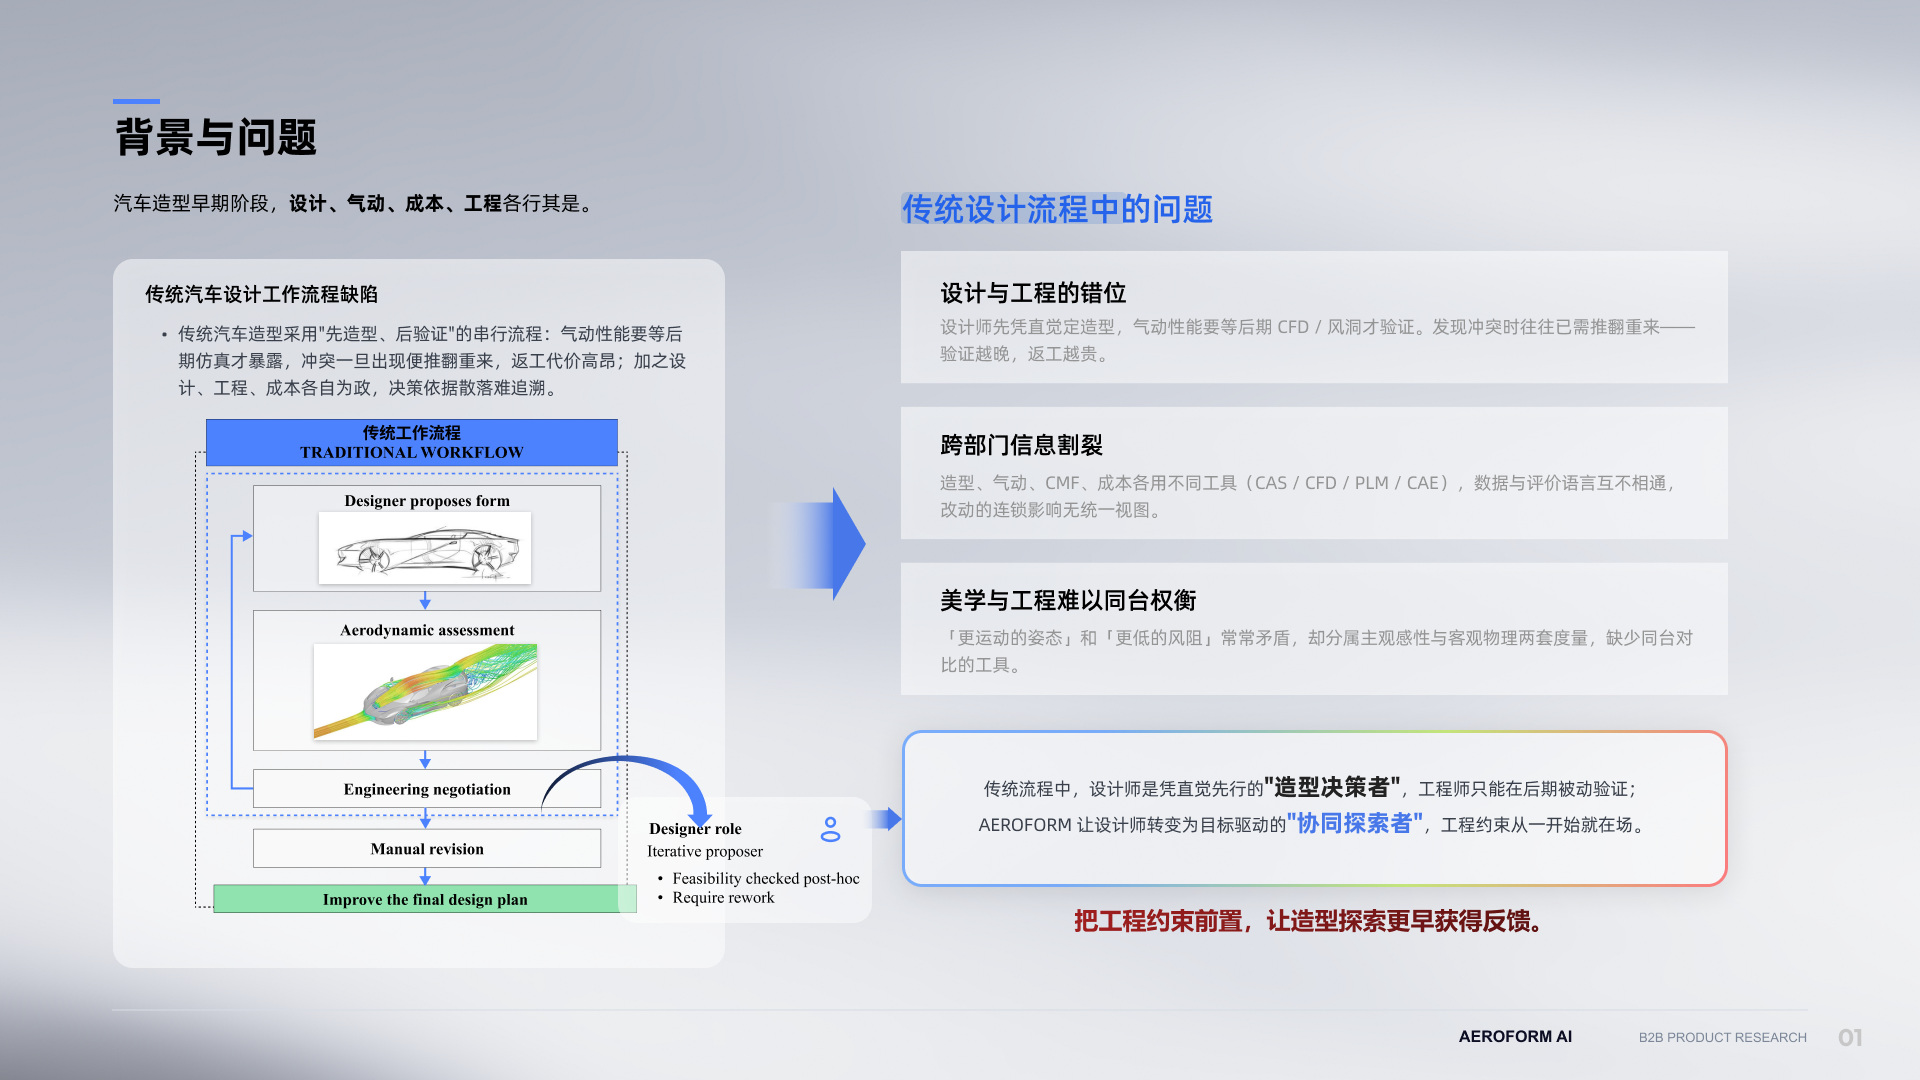 背景与问题
汽车造型早期阶段，设计、气动、成本、工程各行其是。
传统汽车设计工作流程缺陷
• 传统汽车造型采用"先造型、后验证"的串行流程：气动性能要等后
期仿真才暴露，冲突一旦出现便推翻重来，返工代价高昂；加之设
计、工程、成本各自为政，决策依据散落难追溯。
传统工作流程
TRADITIONAL WORKFLOW
Designer proposes form
Aerodynamic assessment
Engineering negotiation
Manual revision
Improve the final design plan
Designer role
Iterative proposer
• Feasibility checked post-hoc
• Require rework
传统设计流程中的问题
设计与工程的错位
设计师先凭直觉定造型，气动性能要等后期 CFD / 风洞才验证。发现冲突时往往已需推翻重来——
验证越晚，返工越贵。
跨部门信息割裂
造型、气动、CMF、成本各用不同工具（CAS / CFD / PLM / CAE），数据与评价语言互不相通，
改动的连锁影响无统一视图。
美学与工程难以同台权衡
「更运动的姿态」和「更低的风阻」常常矛盾，却分属主观感性与客观物理两套度量，缺少同台对
比的工具。
传统流程中，设计师是凭直觉先行的"造型决策者"，工程师只能在后期被动验证；
AEROFORM 让设计师转变为目标驱动的"协同探索者"，工程约束从一开始就在场。
把工程约束前置，让造型探索更早获得反馈。
AEROFORM AI
B2B PRODUCT RESEARCH
01